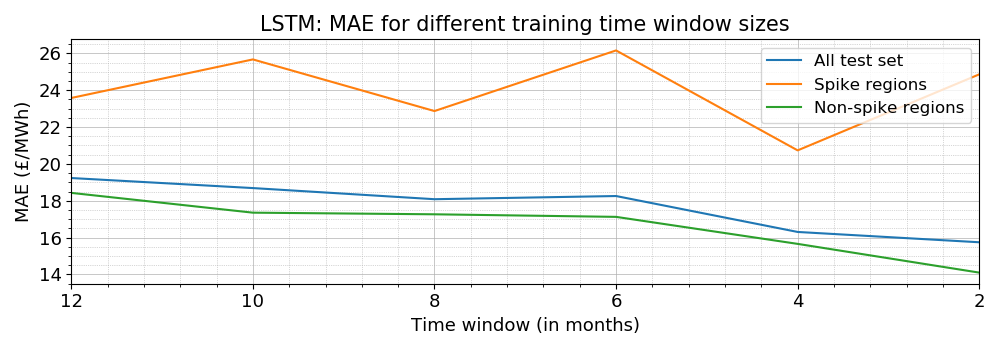 LSTM: MAE for different training time window sizes
MAE (£/MWh)
26
24
22
20
18
16
14
All test set
Spike regions
Non-spike regions
12 10 8 6 4 2
Time window (in months)